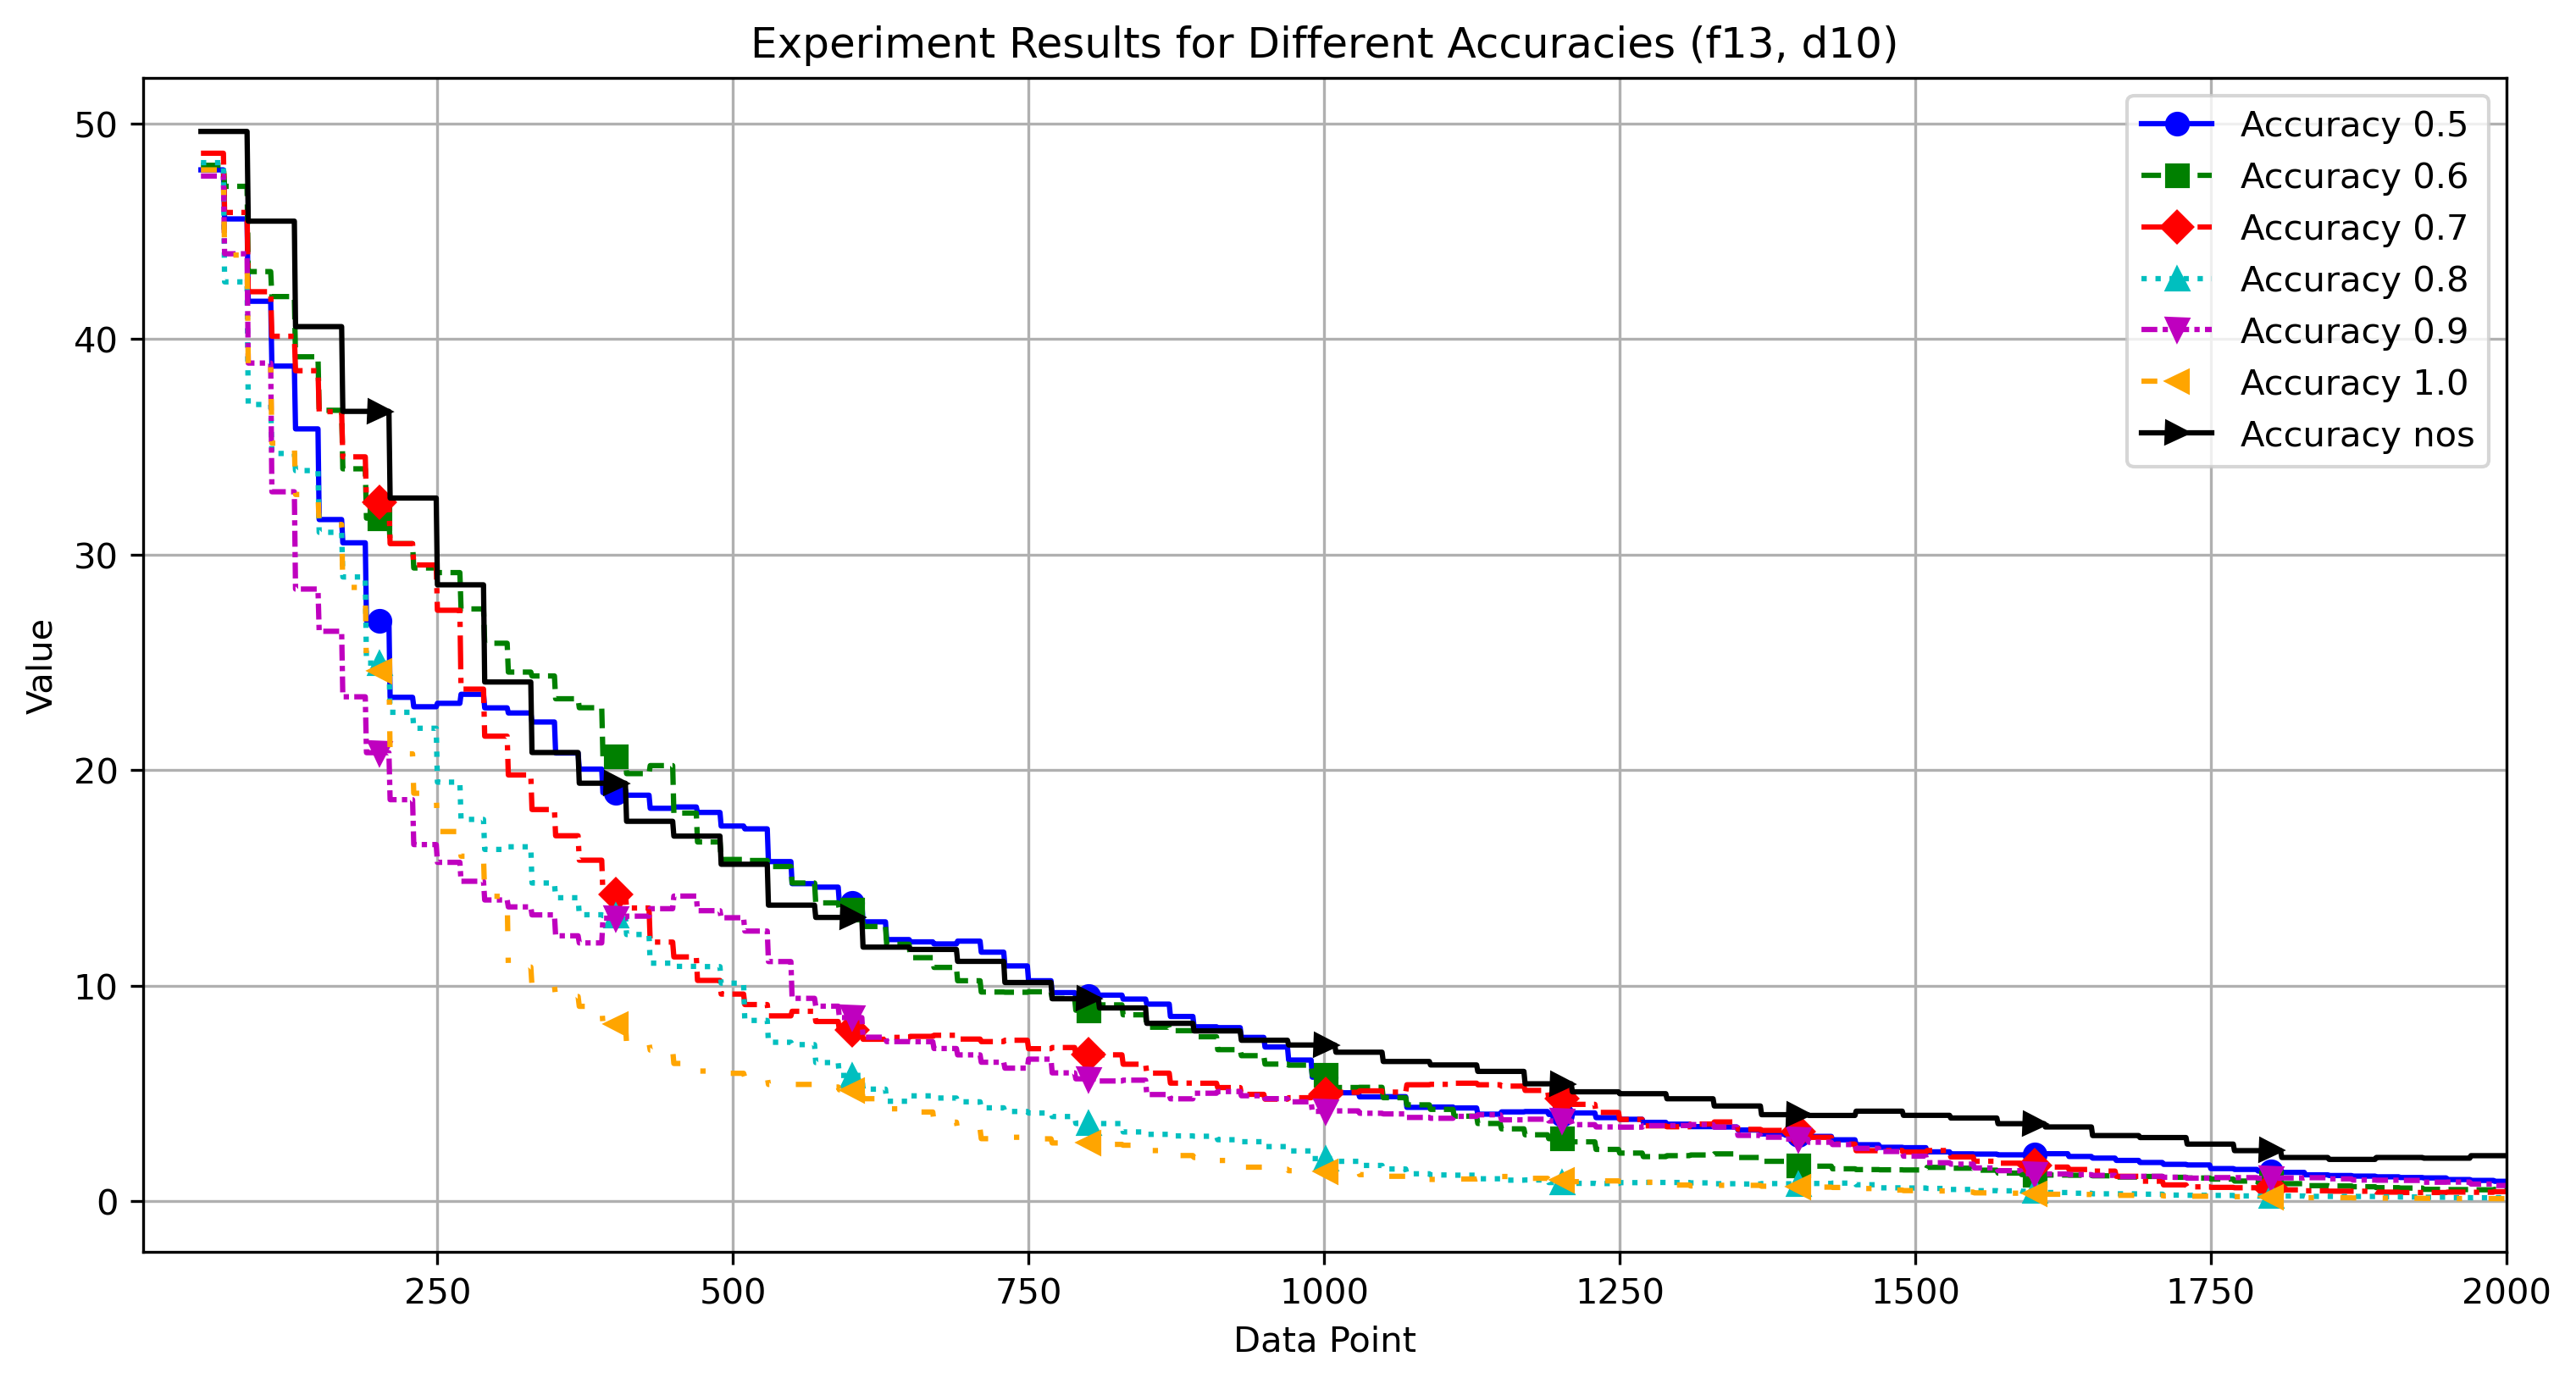 Experiment Results for Different Accuracies (f13, d10)
50
40
30
20
10
0
Value
Accuracy 0.5
Accuracy 0.6
Accuracy 0.7
Accuracy 0.8
Accuracy 0.9
Accuracy 1.0
Accuracy nos
250 500 750 1000 1250 1500 1750 2000
Data Point